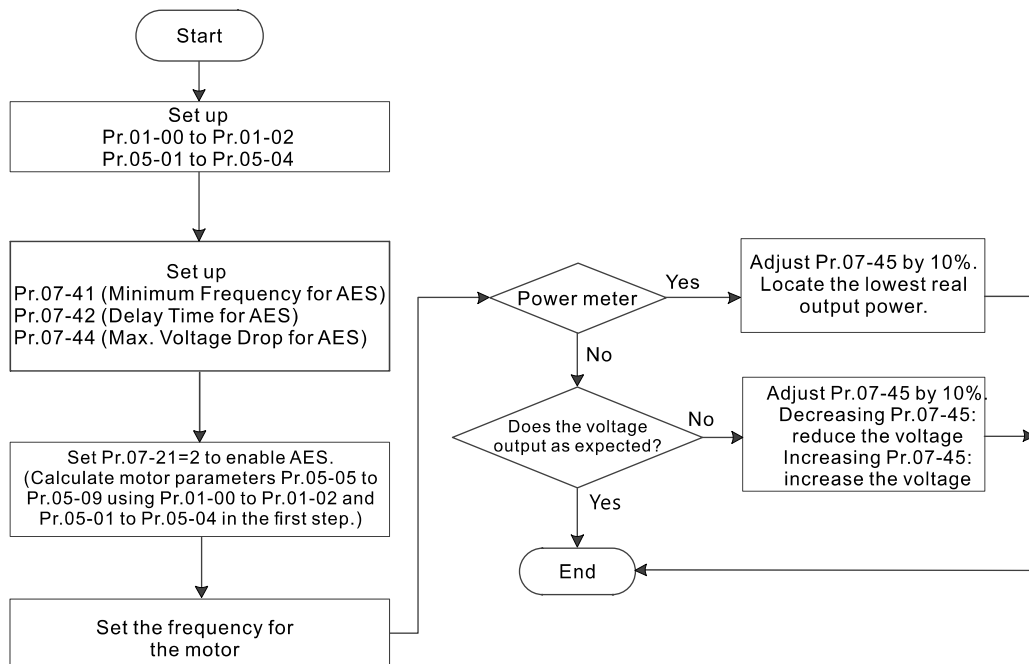 Start
Set up
Pr.01-00 to Pr.01-02
Pr.05-01 to Pr.05-04
Set up
Pr.07-41 (Minimum Frequency for AES)
Pr.07-42 (Delay Time for AES)
Pr.07-44 (Max. Voltage Drop for AES)
Set Pr.07-21=2 to enable AES.
(Calculate motor parameters Pr.05-05 to
Pr.05-09 using Pr.01-00 to Pr.01-02 and
Pr.05-01 to Pr.05-04 in the first step.)
Set the frequency for
the motor
Power meter
Yes
Adjust Pr.07-45 by 10%.
Locate the lowest real
output power.
No
Does the voltage
output as expected?
No
Adjust Pr.07-45 by 10%.
Decreasing Pr.07-45:
reduce the voltage
Increasing Pr.07-45:
increase the voltage
Yes
End